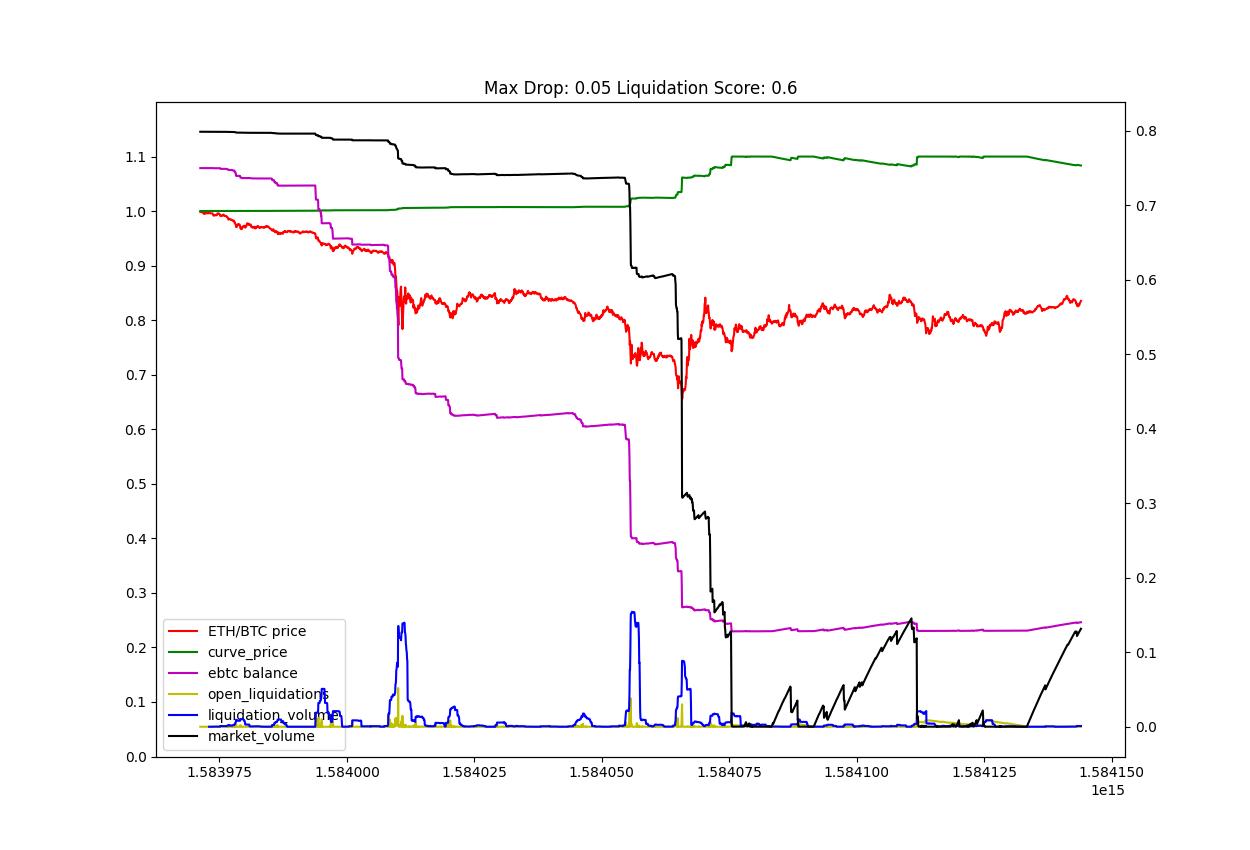 Max Drop: 0.05 Liquidation Score: 0.6
1.1
1.0
0.9
0.8
0.7
0.6
0.5
0.4
0.3
0.2
0.1
0.0
0.8
0.7
0.6
0.5
0.4
0.3
0.2
0.1
0.0
ETH/BTC price
curve_price
ebtc balance
open_liquidations
liquidation_volume
market_volume
1.583975 1.584000 1.584025 1.584050 1.584075 1.584100 1.584125 1.584150
1e15